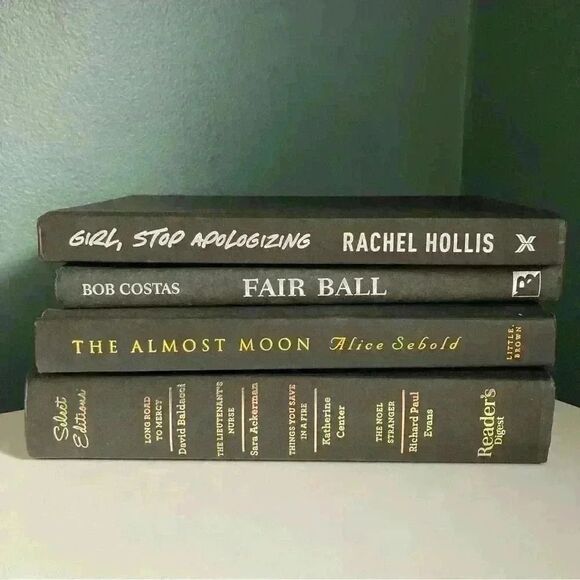 GIRL, STOP APOLOGIZING RACHEL HOLLIS
BOB COSTAS FAIR BALL
THE ALMOST MOON Alice Sebold LITTLE,
BROWN
Select
Editions
LONG ROAD
TO MERCY
David Baldacci
THE LIEUTENANT'S
NURSE
Sara Ackerman
THINGS YOU SAVE
IN A FIRE
Katherine
Center
THE NOEL
STRANGER
Richard Paul
Evans
Reader's
Digest